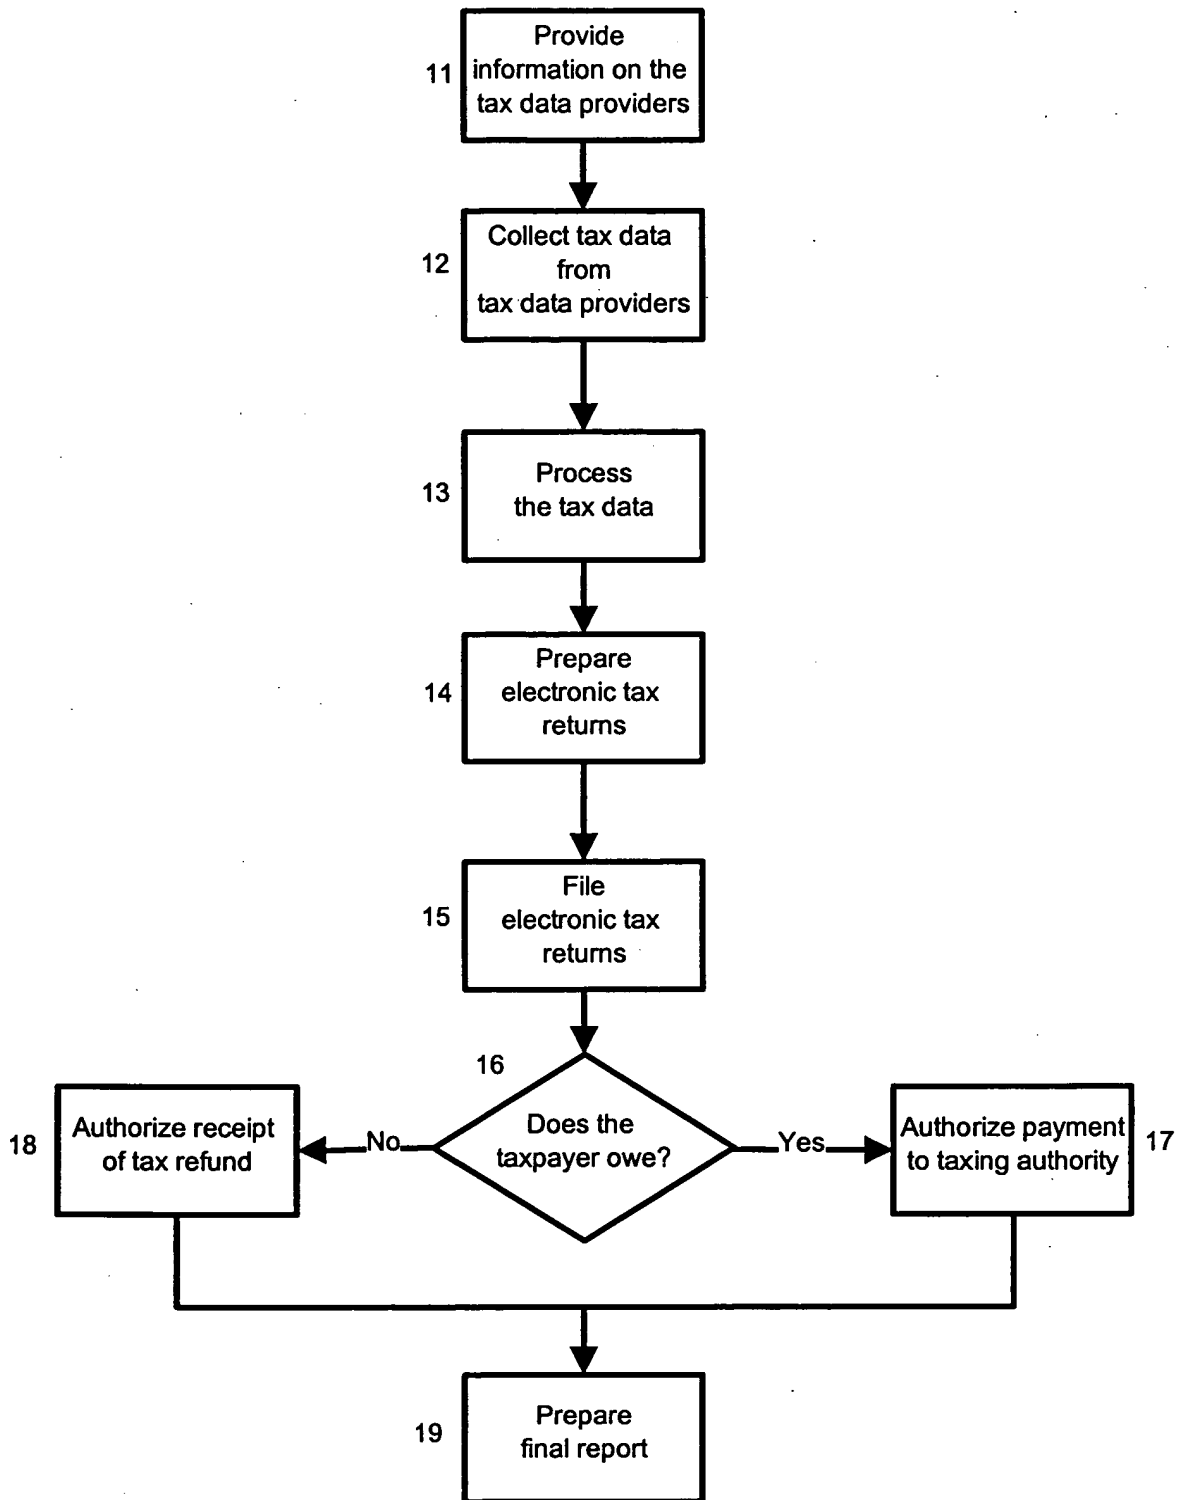 Provide
11 information on the
tax data providers
Collect tax data
12 from
tax data providers
Process
13 the tax data
Prepare
14 electronic tax
returns
File
15 electronic tax
returns
16
Does the
taxpayer owe?
No
Yes
18 Authorize receipt
of tax refund
Authorize payment 17
to taxing authority
Prepare
19 final report